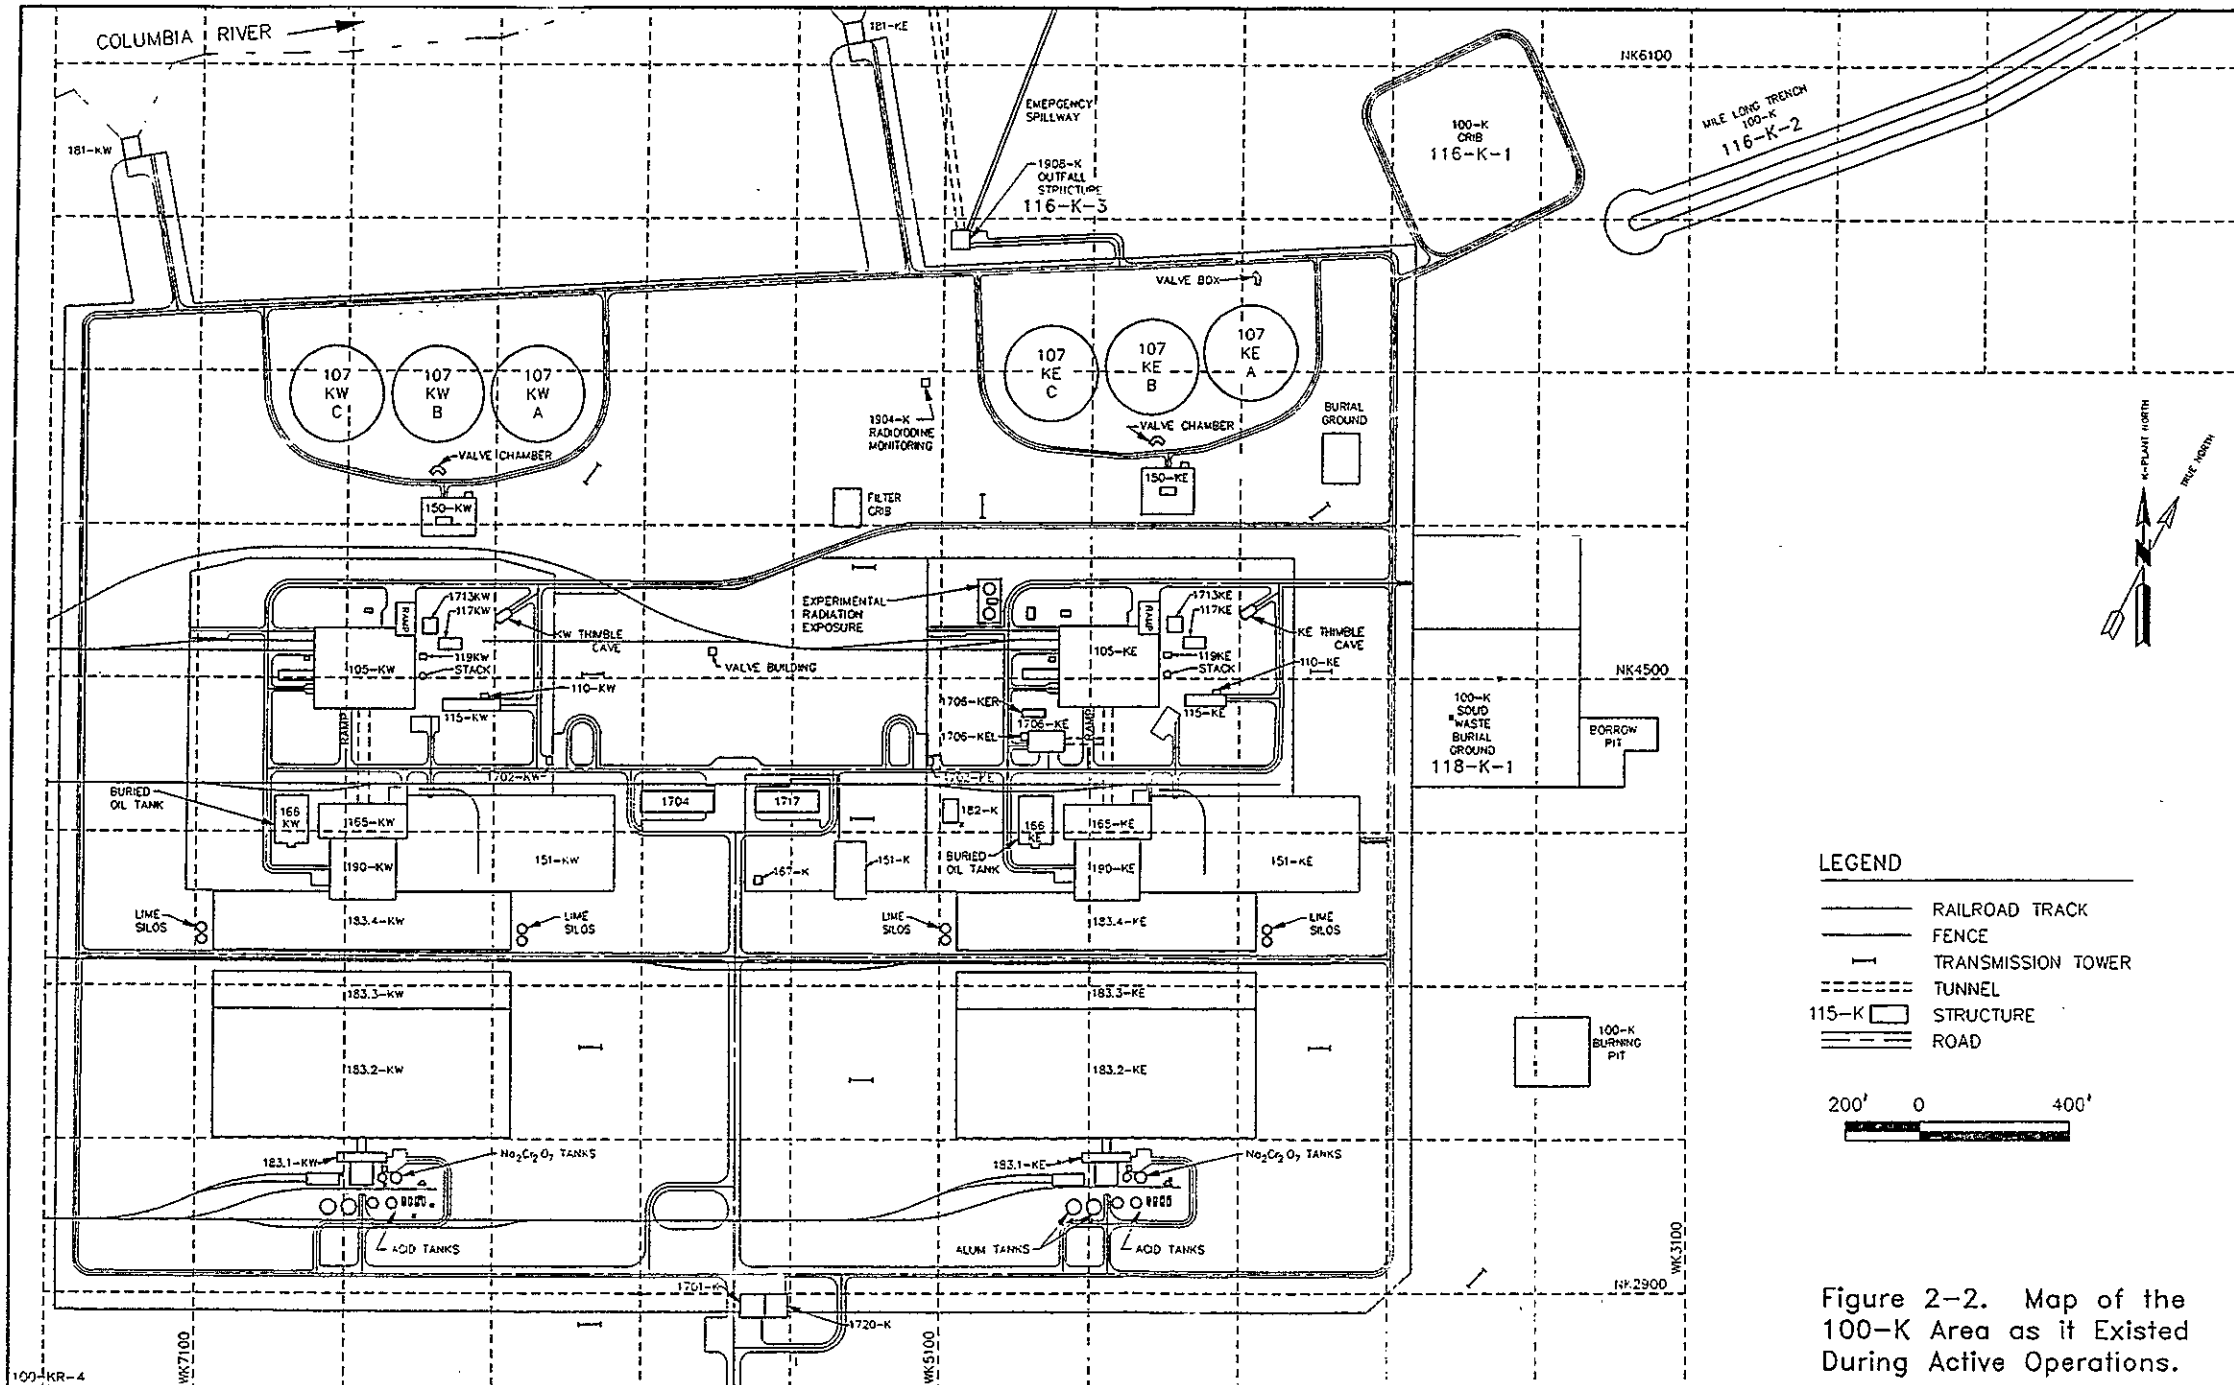 COLUMBIA RIVER
181-KE
NK6100
181-KW
EMERGENCY
SPILLWAY
1908-K
OUTFALL
STRUCTURE
116-K-3
100-K
CRIB
116-K-1
MILE LONG TRENCH
100-K
116-K-2
VALVE BOX
107
KW
C
107
KW
B
107
KW
A
107
KE
C
107
KE
B
107
KE
A
1904-K
RADIOIODINE
MONITORING
BURIAL
GROUND
VALVE CHAMBER
VALVE CHAMBER
150-KW
150-KE
FILTER
CRIB
K-PLANT NORTH
TRUE NORTH
N
EXPERIMENTAL
RADIATION
EXPOSURE
1713KW
117KW
RAMP
KW THIMBLE
CAVE
119KW
STACK
105-KW
110-KW
115-KW
RAMP
VALVE BUILDING
1713KE
117KE
RAMP
KE THIMBLE
CAVE
119KE
STACK
105-KE
110-KE
115-KE
1706-KER
1706-KE
1706-KEL
RAMP
NK4500
100-K
SOLID
WASTE
BURIAL
GROUND
118-K-1
BORROW
PIT
1702-KW
1702-KE
BURIED
OIL TANK
166
KW
165-KW
190-KW
151-KW
1704
1717
182-K
167-K
151-K
BURIED
OIL TANK
166
KE
165-KE
190-KE
151-KE
LIME
SILOS
183.4-KW
LIME
SILOS
LIME
SILOS
183.4-KE
LIME
SILOS
183.3-KW
183.3-KE
183.2-KW
183.2-KE
100-K
BURNING
PIT
183.1-KW
Na2Cr2O7 TANKS
183.1-KE
Na2Cr2O7 TANKS
ACID TANKS
ALUM TANKS
ACID TANKS
1701-K
1720-K
WK7100
WK5100
WK3100
NK2900
100-KR-4
LEGEND
RAILROAD TRACK
FENCE
TRANSMISSION TOWER
TUNNEL
115-K STRUCTURE
ROAD
200' 0 400'
Figure 2-2. Map of the
100-K Area as it Existed
During Active Operations.